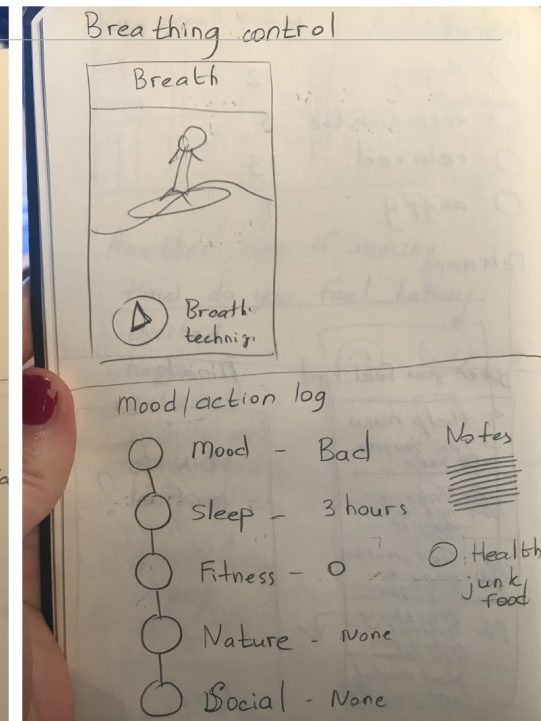 Breathing control
Breath
Breath.
techniq.
mood/action log
Mood - Bad
Notes
Sleep - 3 hours
Fitness - 0
Health
junk
food
Nature - None
Social - None